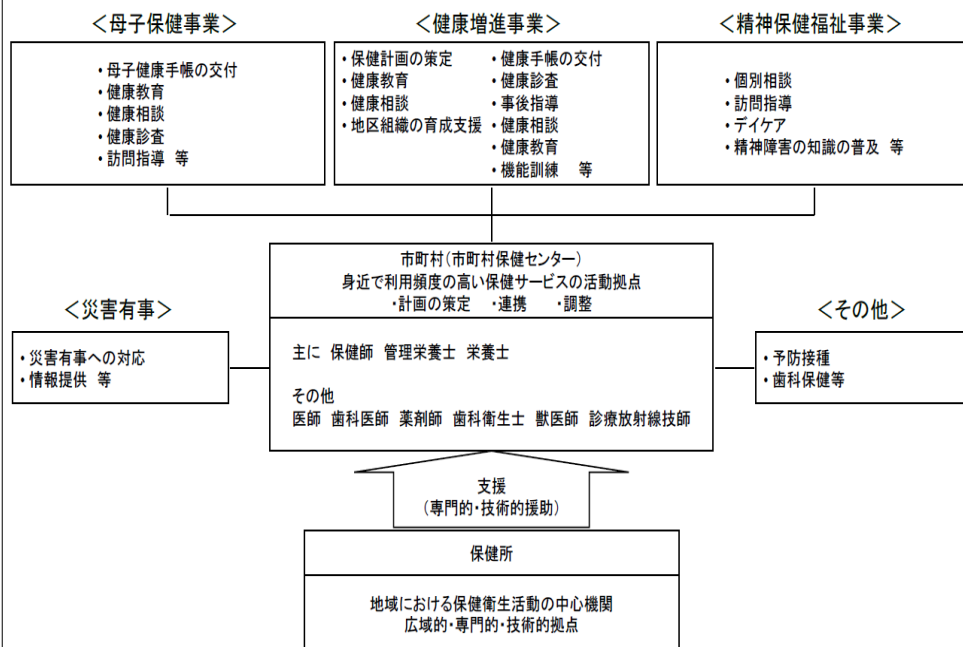 <母子保健事業>
・母子健康手帳の交付
・健康教育
・健康相談
・健康診査
・訪問指導 等
<健康増進事業>
・保健計画の策定
・健康教育
・健康相談
・地区組織の育成支援
・健康手帳の交付
・健康診査
・事後指導
・健康相談
・健康教育
・機能訓練 等
<精神保健福祉事業>
・個別相談
・訪問指導
・デイケア
・精神障害の知識の普及 等
市町村(市町村保健センター)
身近で利用頻度の高い保健サービスの活動拠点
・計画の策定 ・連携 ・調整
<災害有事>
・災害有事への対応
・情報提供 等
主に 保健師 管理栄養士 栄養士
その他
医師 歯科医師 薬剤師 歯科衛生士 獣医師 診療放射線技師
<その他>
・予防接種
・歯科保健等
支援
(専門的・技術的援助)
保健所
地域における保健衛生活動の中心機関
広域的・専門的・技術的拠点